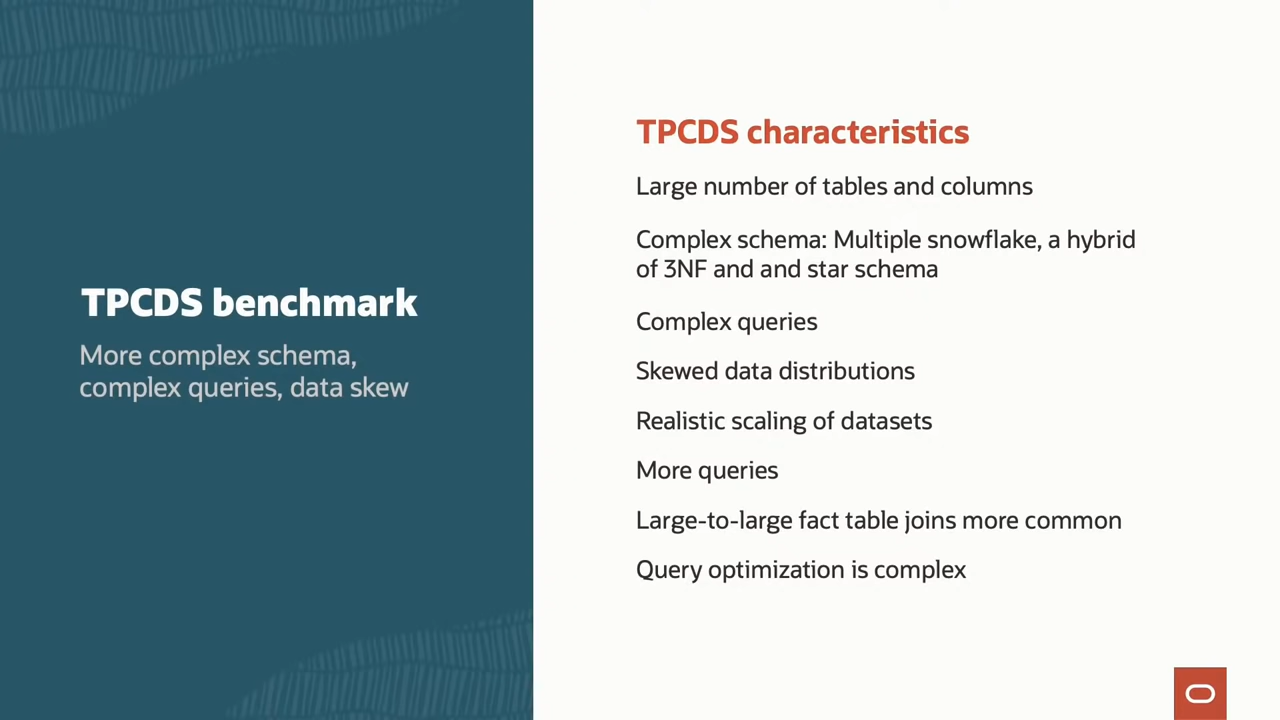 TPCDS benchmark
More complex schema,
complex queries, data skew
TPCDS characteristics
Large number of tables and columns
Complex schema: Multiple snowflake, a hybrid
of 3NF and and star schema
Complex queries
Skewed data distributions
Realistic scaling of datasets
More queries
Large-to-large fact table joins more common
Query optimization is complex